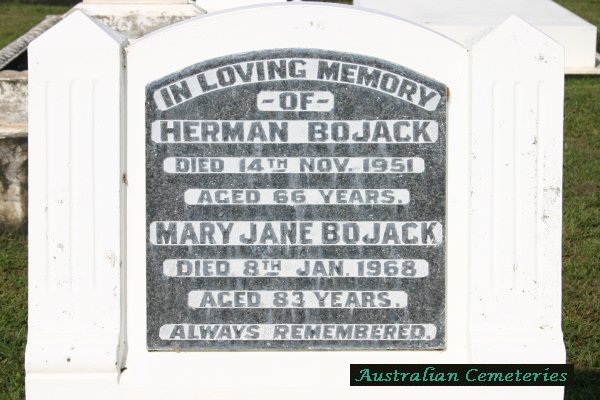 IN LOVING MEMORY
-OF-
HERMAN BOJACK
DIED 14TH NOV. 1951
AGED 66 YEARS.
MARY JANE BOJACK
DIED 8TH JAN. 1968
AGED 83 YEARS.
ALWAYS REMEMBERED.
Australian Cemeteries